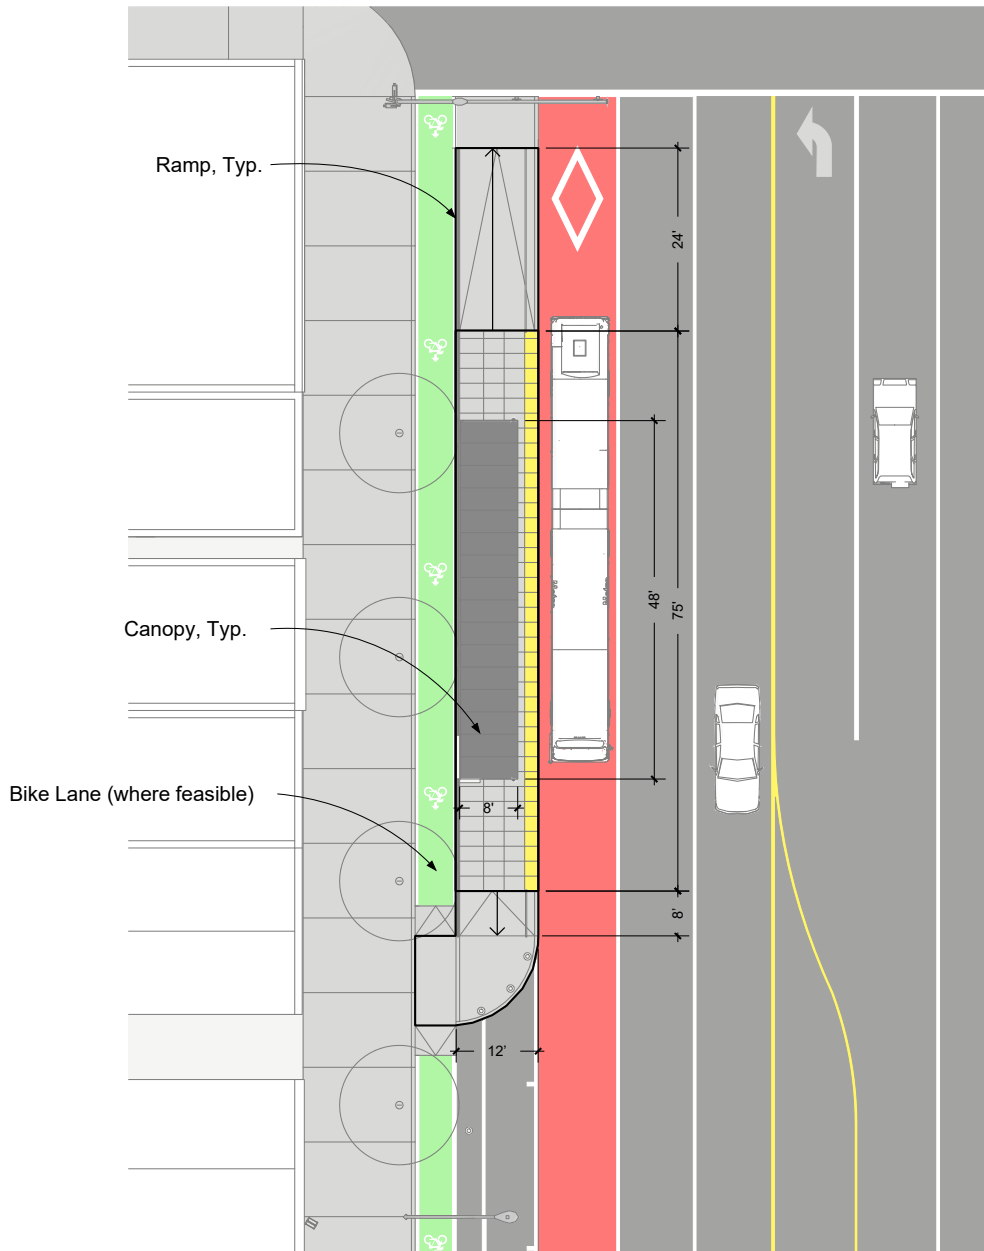 Ramp, Typ.
24'
48'
75'
Canopy, Typ.
Bike Lane (where feasible)
8'
8'
12'